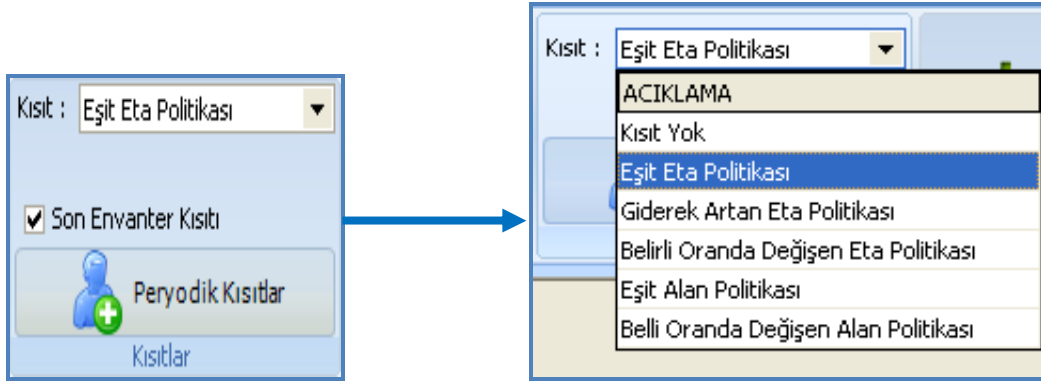 Kısıt : Eşit Eta Politikası
Son Envanter Kısıtı
Peryodik Kısıtlar
Kısıtlar
Kısıt : Eşit Eta Politikası
ACIKLAMA
Kısıt Yok
Eşit Eta Politikası
Giderek Artan Eta Politikası
Belirli Oranda Değişen Eta Politikası
Eşit Alan Politikası
Belli Oranda Değişen Alan Politikası